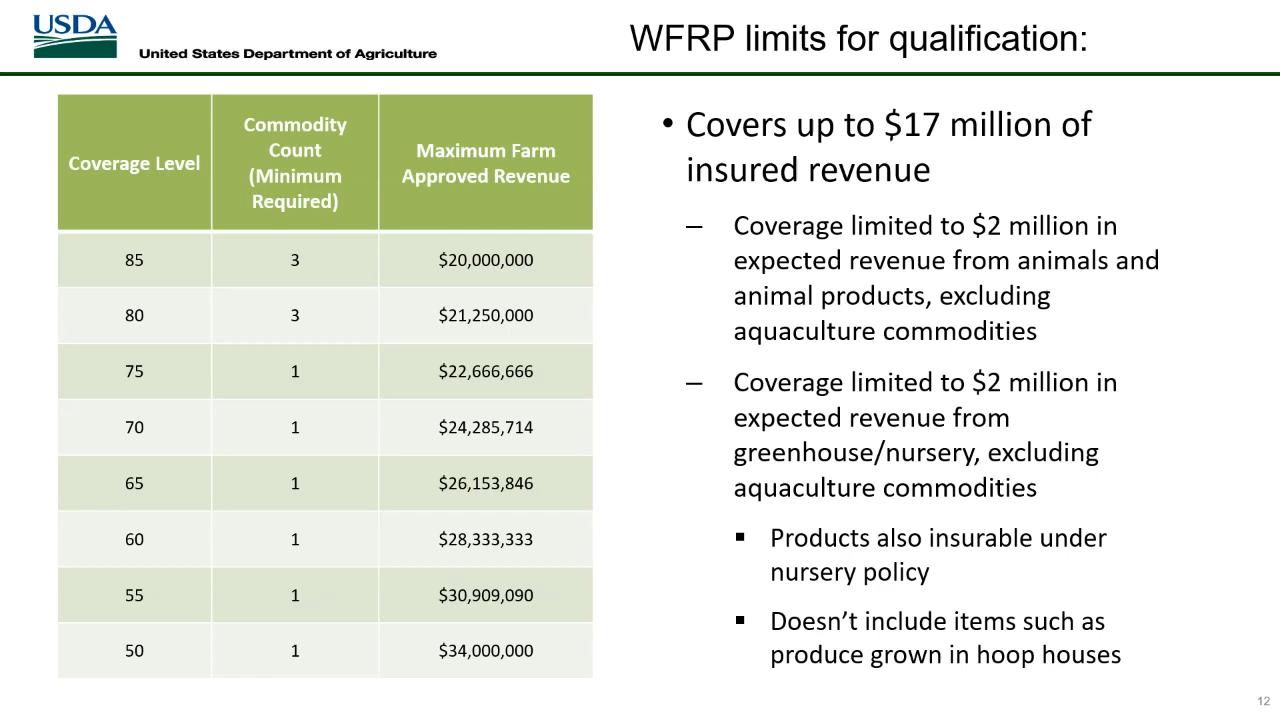 USDA
United States Department of Agriculture
WFRP limits for qualification:
Coverage Level
Commodity
Count
(Minimum
Required)
Maximum Farm
Approved Revenue
85 3 $20,000,000
80 3 $21,250,000
75 1 $22,666,666
70 1 $24,285,714
65 1 $26,153,846
60 1 $28,333,333
55 1 $30,909,090
50 1 $34,000,000
• Covers up to $17 million of
insured revenue
– Coverage limited to $2 million in
expected revenue from animals and
animal products, excluding
aquaculture commodities
– Coverage limited to $2 million in
expected revenue from
greenhouse/nursery, excluding
aquaculture commodities
▪ Products also insurable under
nursery policy
▪ Doesn’t include items such as
produce grown in hoop houses
12